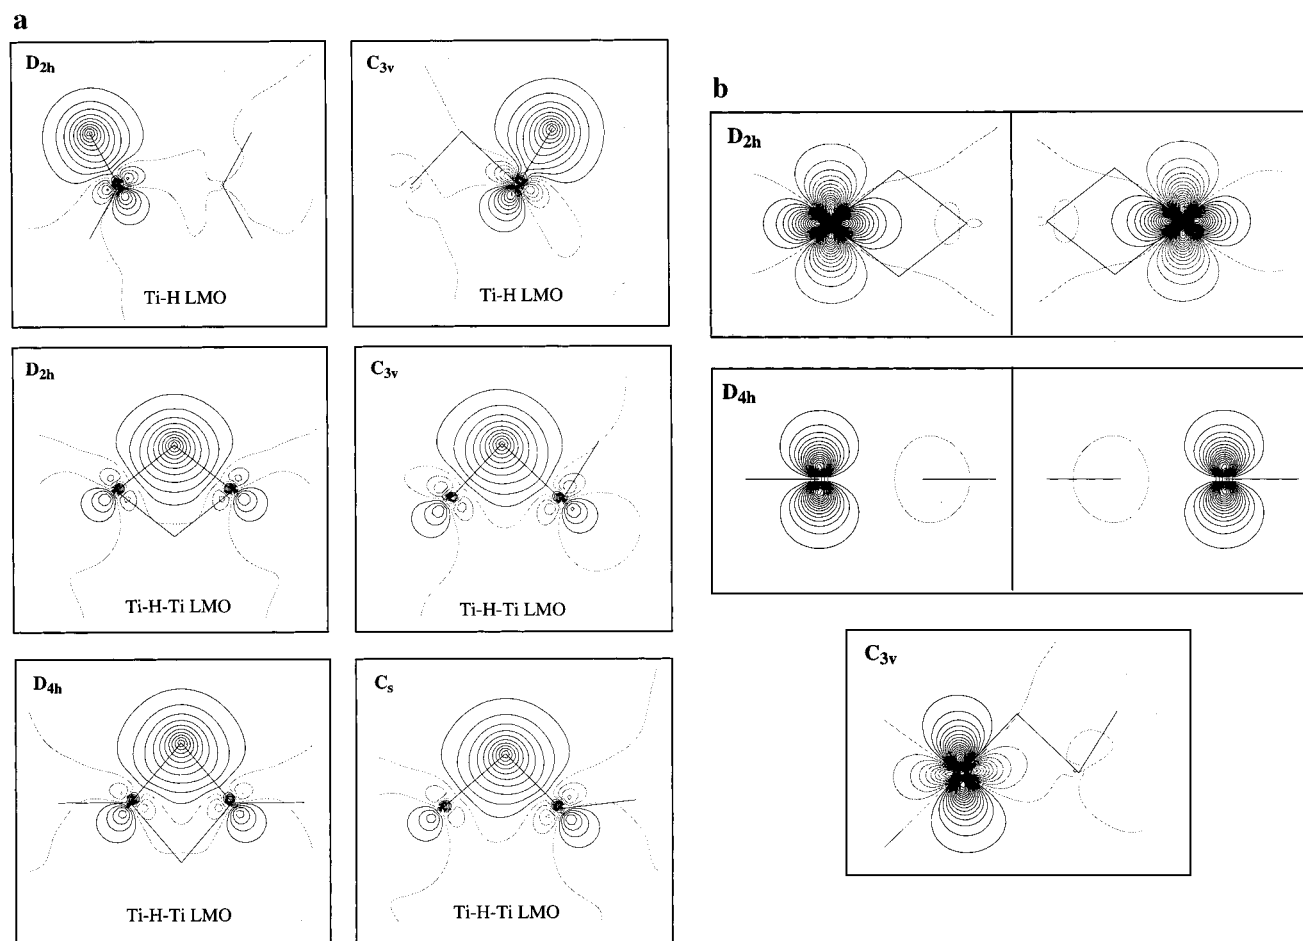 a
D2h
Ti-H LMO
C3v
Ti-H LMO
D2h
Ti-H-Ti LMO
C3v
Ti-H-Ti LMO
D4h
Ti-H-Ti LMO
Cs
Ti-H-Ti LMO
b
D2h
D4h
C3v